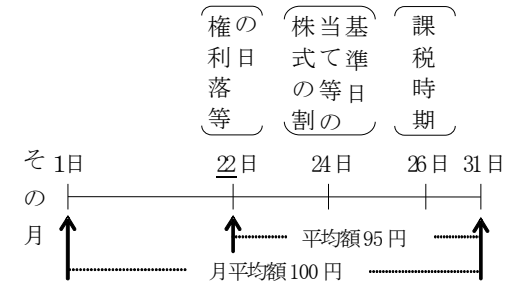 権利落等の日
株式の割当て等の基準日
課税時期
その月
1日
22日
24日
26日
31日
平均額95円
月平均額100円